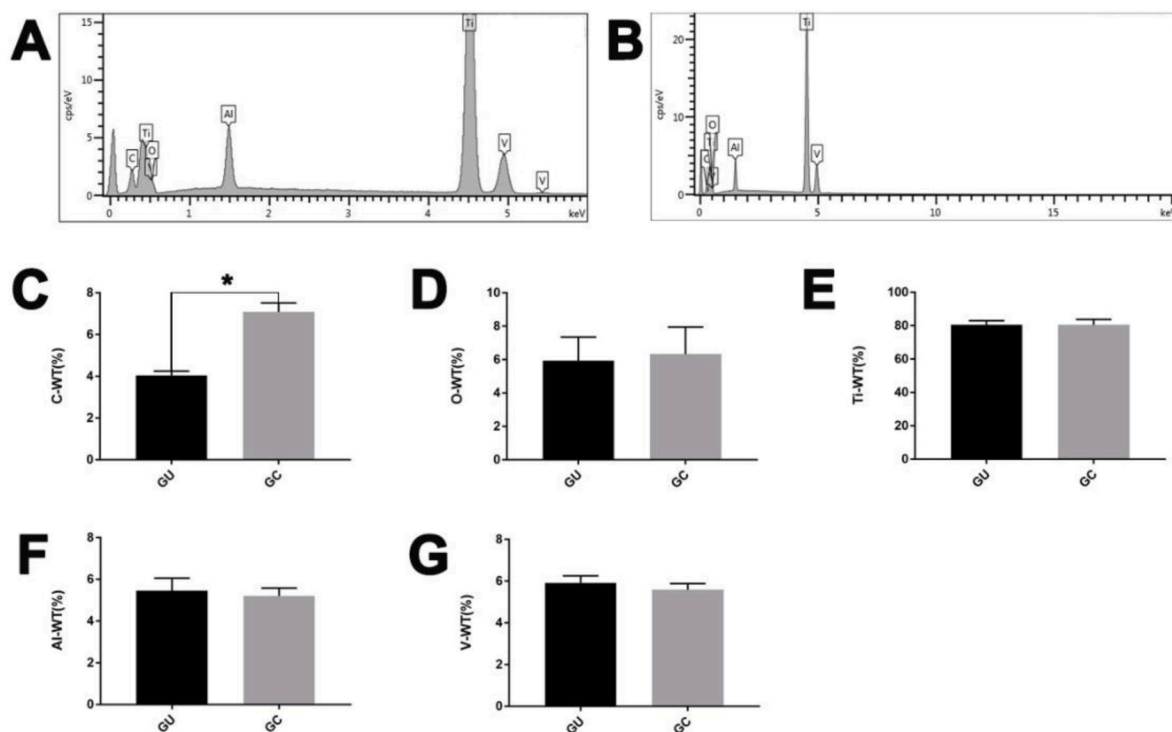 A
15
10
5
0
cps/eV
C
Ti
O
Al
Ti
V
V
0 1 2 3 4 5 keV
B
20
10
0
cps/eV
C
T
O
V
Al
Ti
V
0 5 10 15 keV
C
8
6
4
2
0
C-WT(%)
*
GU GC
D
10
8
6
4
2
0
O-WT(%)
GU GC
E
100
80
60
40
20
0
Ti-WT(%)
GU GC
F
8
6
4
2
0
Al-WT(%)
GU GC
G
8
6
4
2
0
V-WT(%)
GU GC